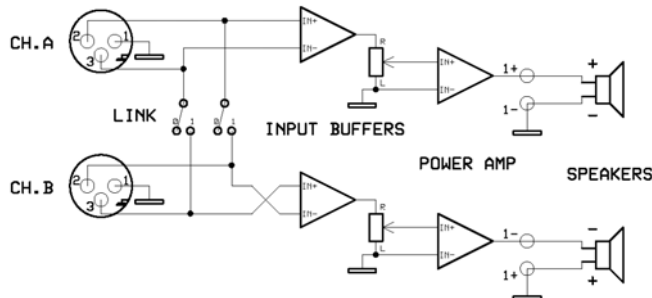 CH.A
2
1
3
IN+
IN-
R
L
IN+
IN-
1+
1-
+
-
LINK
0
1
0
1
INPUT BUFFERS
POWER AMP
SPEAKERS
CH.B
2
1
3
IN+
IN-
R
L
IN+
IN-
1-
1+
-
+